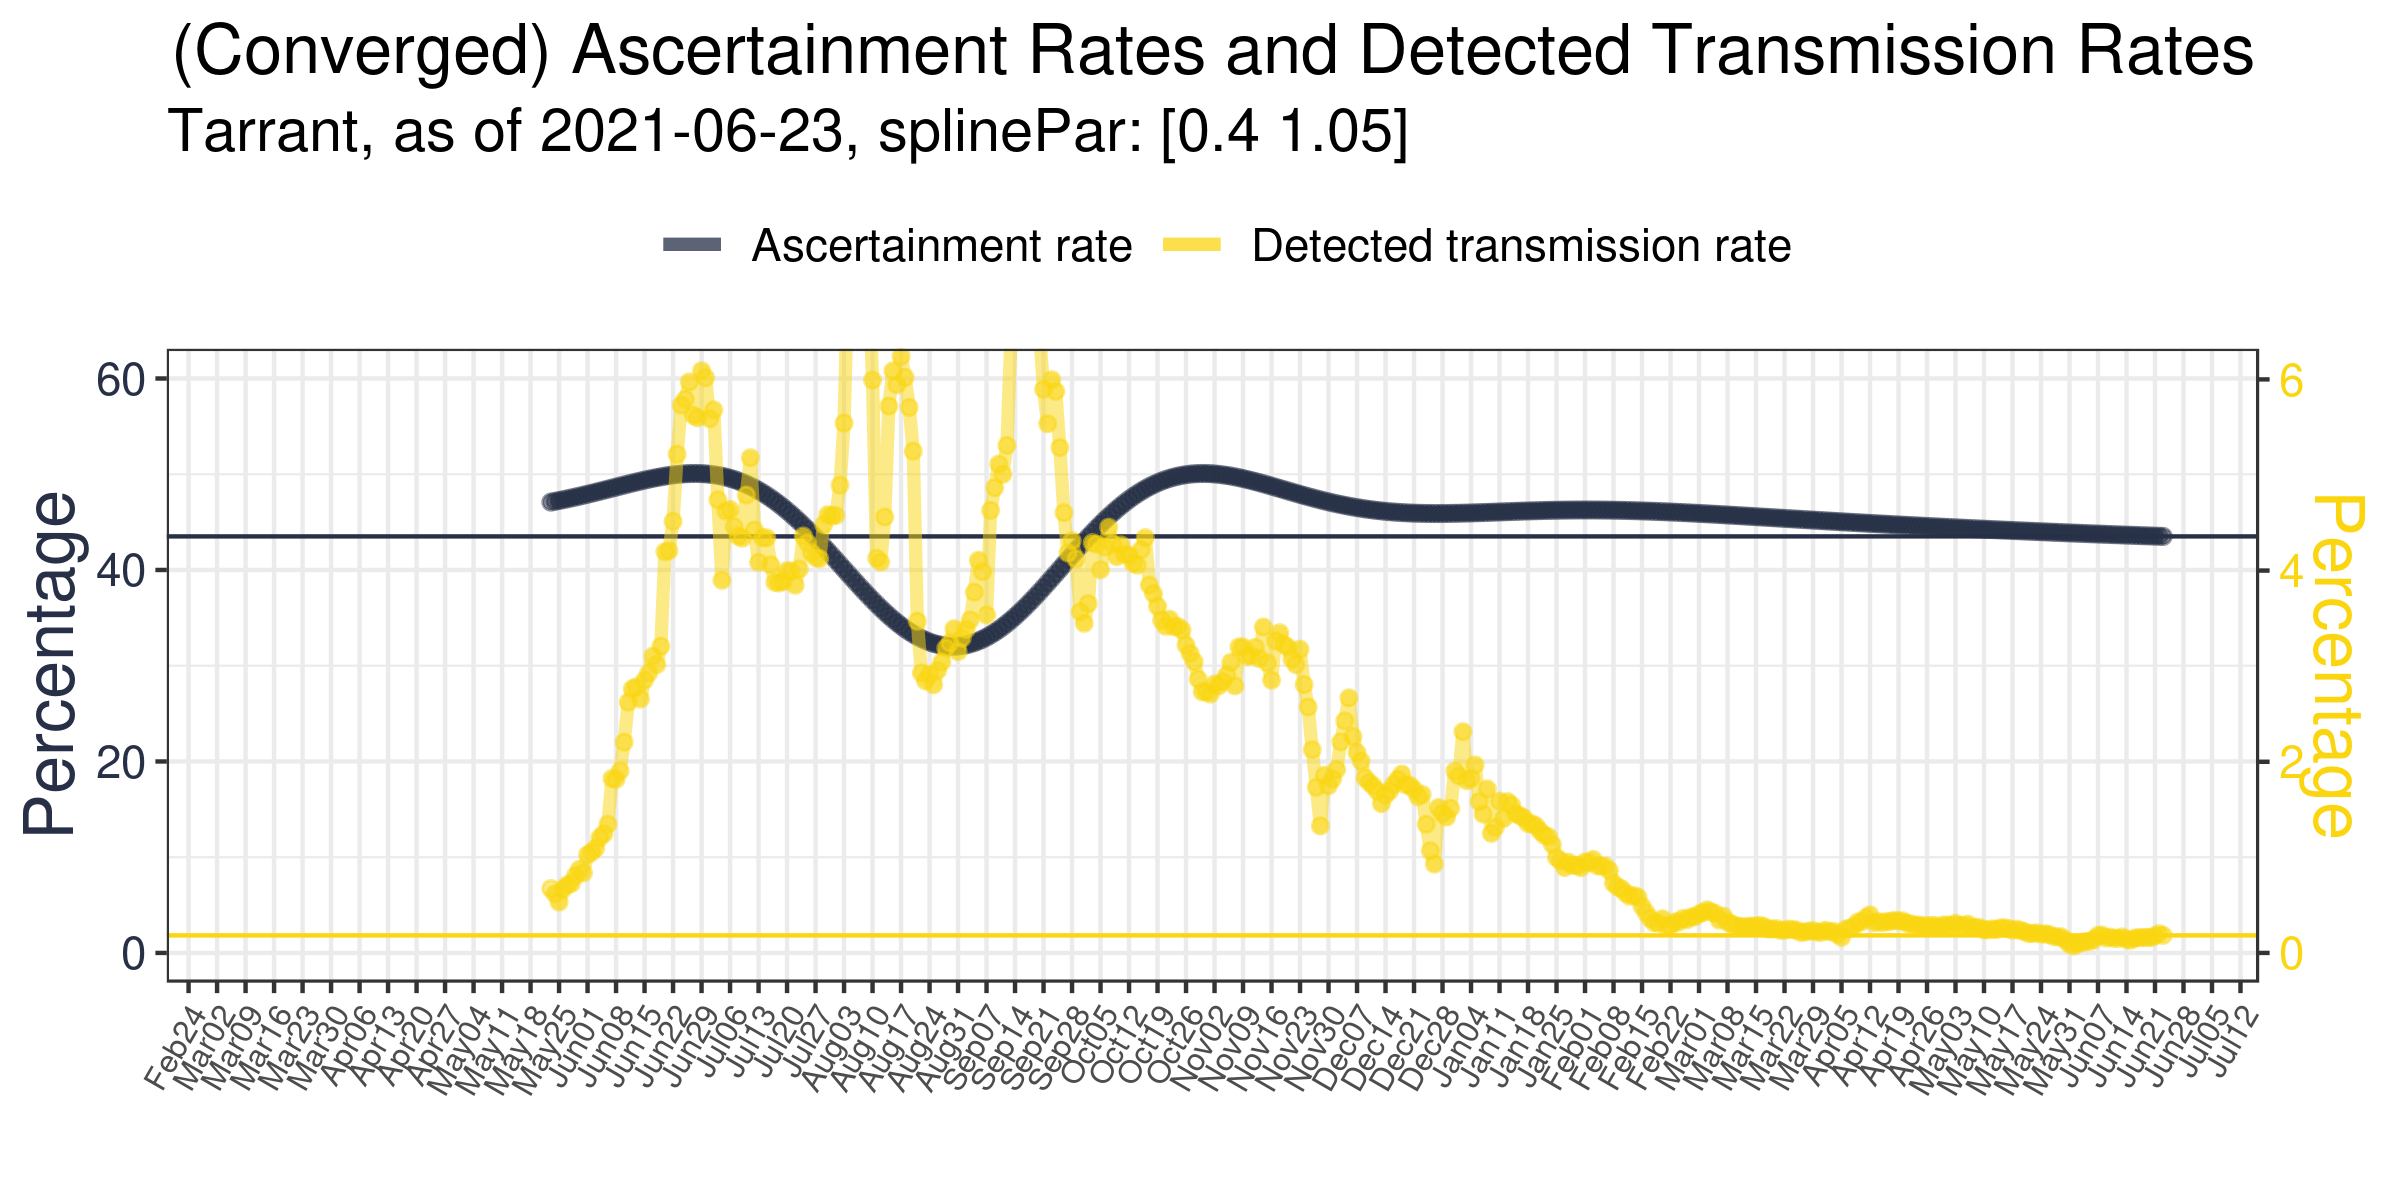 (Converged) Ascertainment Rates and Detected Transmission Rates
Tarrant, as of 2021-06-23, splinePar: [0.4 1.05]
Ascertainment rate Detected transmission rate
Percentage
60
40
20
0
6
4
2
0
Percentage
Feb24
Mar02
Mar09
Mar16
Mar23
Mar30
Apr06
Apr13
Apr20
Apr27
May04
May11
May18
May25
Jun01
Jun08
Jun15
Jun22
Jun29
Jul06
Jul13
Jul20
Jul27
Aug03
Aug10
Aug17
Aug24
Aug31
Sep07
Sep14
Sep21
Sep28
Oct05
Oct12
Oct19
Oct26
Nov02
Nov09
Nov16
Nov23
Nov30
Dec07
Dec14
Dec21
Dec28
Jan04
Jan11
Jan18
Jan25
Feb01
Feb08
Feb15
Feb22
Mar01
Mar08
Mar15
Mar22
Mar29
Apr05
Apr12
Apr19
Apr26
May03
May10
May17
May24
May31
Jun07
Jun14
Jun21
Jun28
Jul05
Jul12